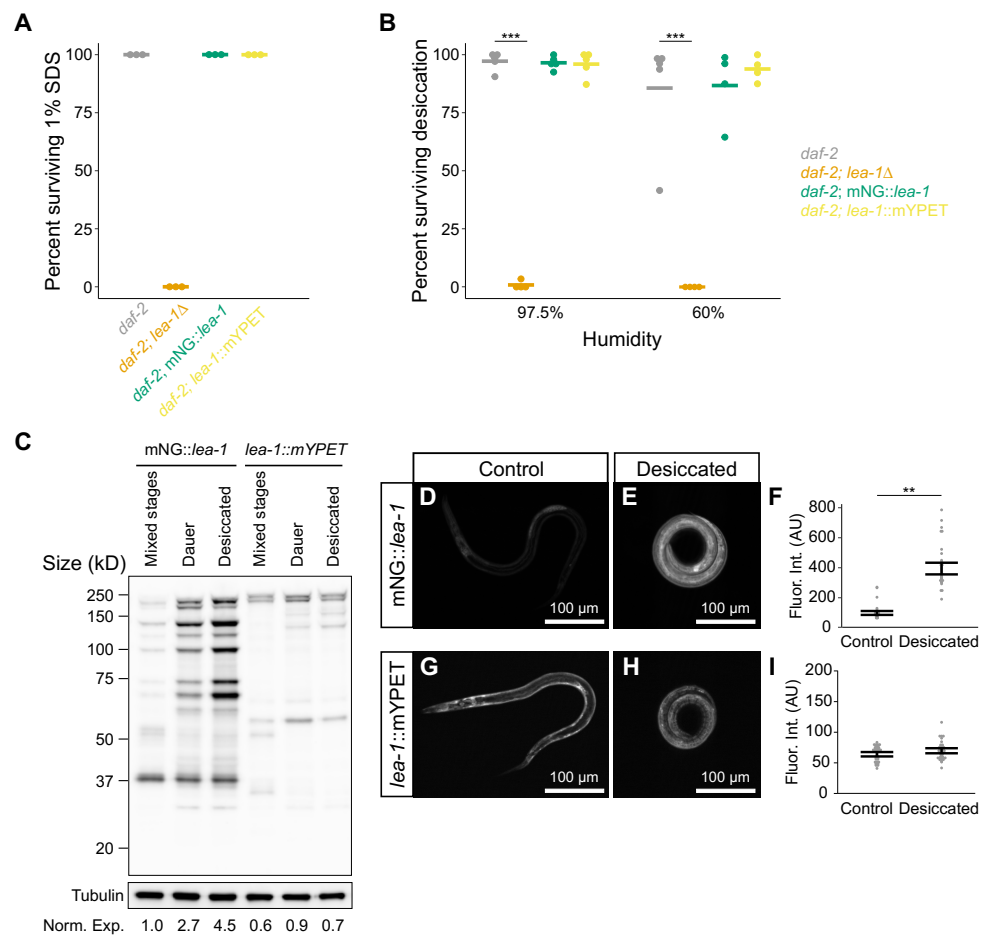 A
Percent surviving 1% SDS
100
75
50
25
0
daf-2
daf-2; lea-1Δ
daf-2; mNG::lea-1
daf-2; lea-1::mYPET
B
Percent surviving desiccation
100
75
50
25
0
***
***
97.5%
60%
Humidity
daf-2
daf-2; lea-1Δ
daf-2; mNG::lea-1
daf-2; lea-1::mYPET
C
mNG::lea-1
lea-1::mYPET
Mixed stages
Dauer
Desiccated
Mixed stages
Dauer
Desiccated
Size (kD)
250
150
100
75
50
37
20
Tubulin
Norm. Exp. 1.0 2.7 4.5 0.6 0.9 0.7
Control
Desiccated
mNG::lea-1
D
100 µm
E
100 µm
F
**
Fluor. Int. (AU)
800
600
400
200
0
Control Desiccated
lea-1::mYPET
G
100 µm
H
100 µm
I
Fluor. Int. (AU)
200
150
100
50
0
Control Desiccated